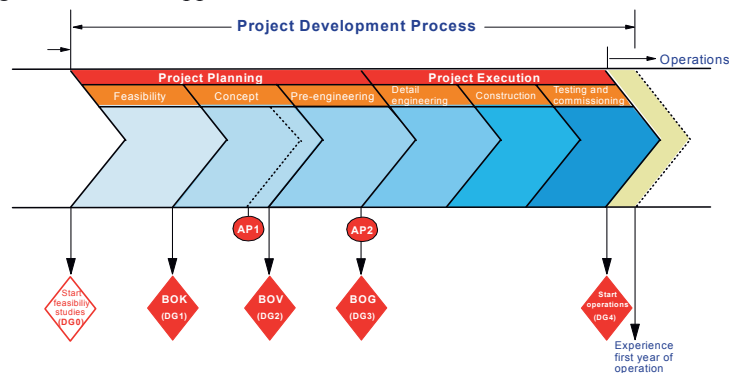 Project Development Process
Operations
Project Planning
Project Execution
Feasibility
Concept
Pre-engineering
Detail
engineering
Construction
Testing and
commissioning
AP1
AP2
Start
feasibiliy
studies
(DG0)
BOK
(DG1)
BOV
(DG2)
BOG
(DG3)
Start
operations
(DG4)
Experience
first year of
operation